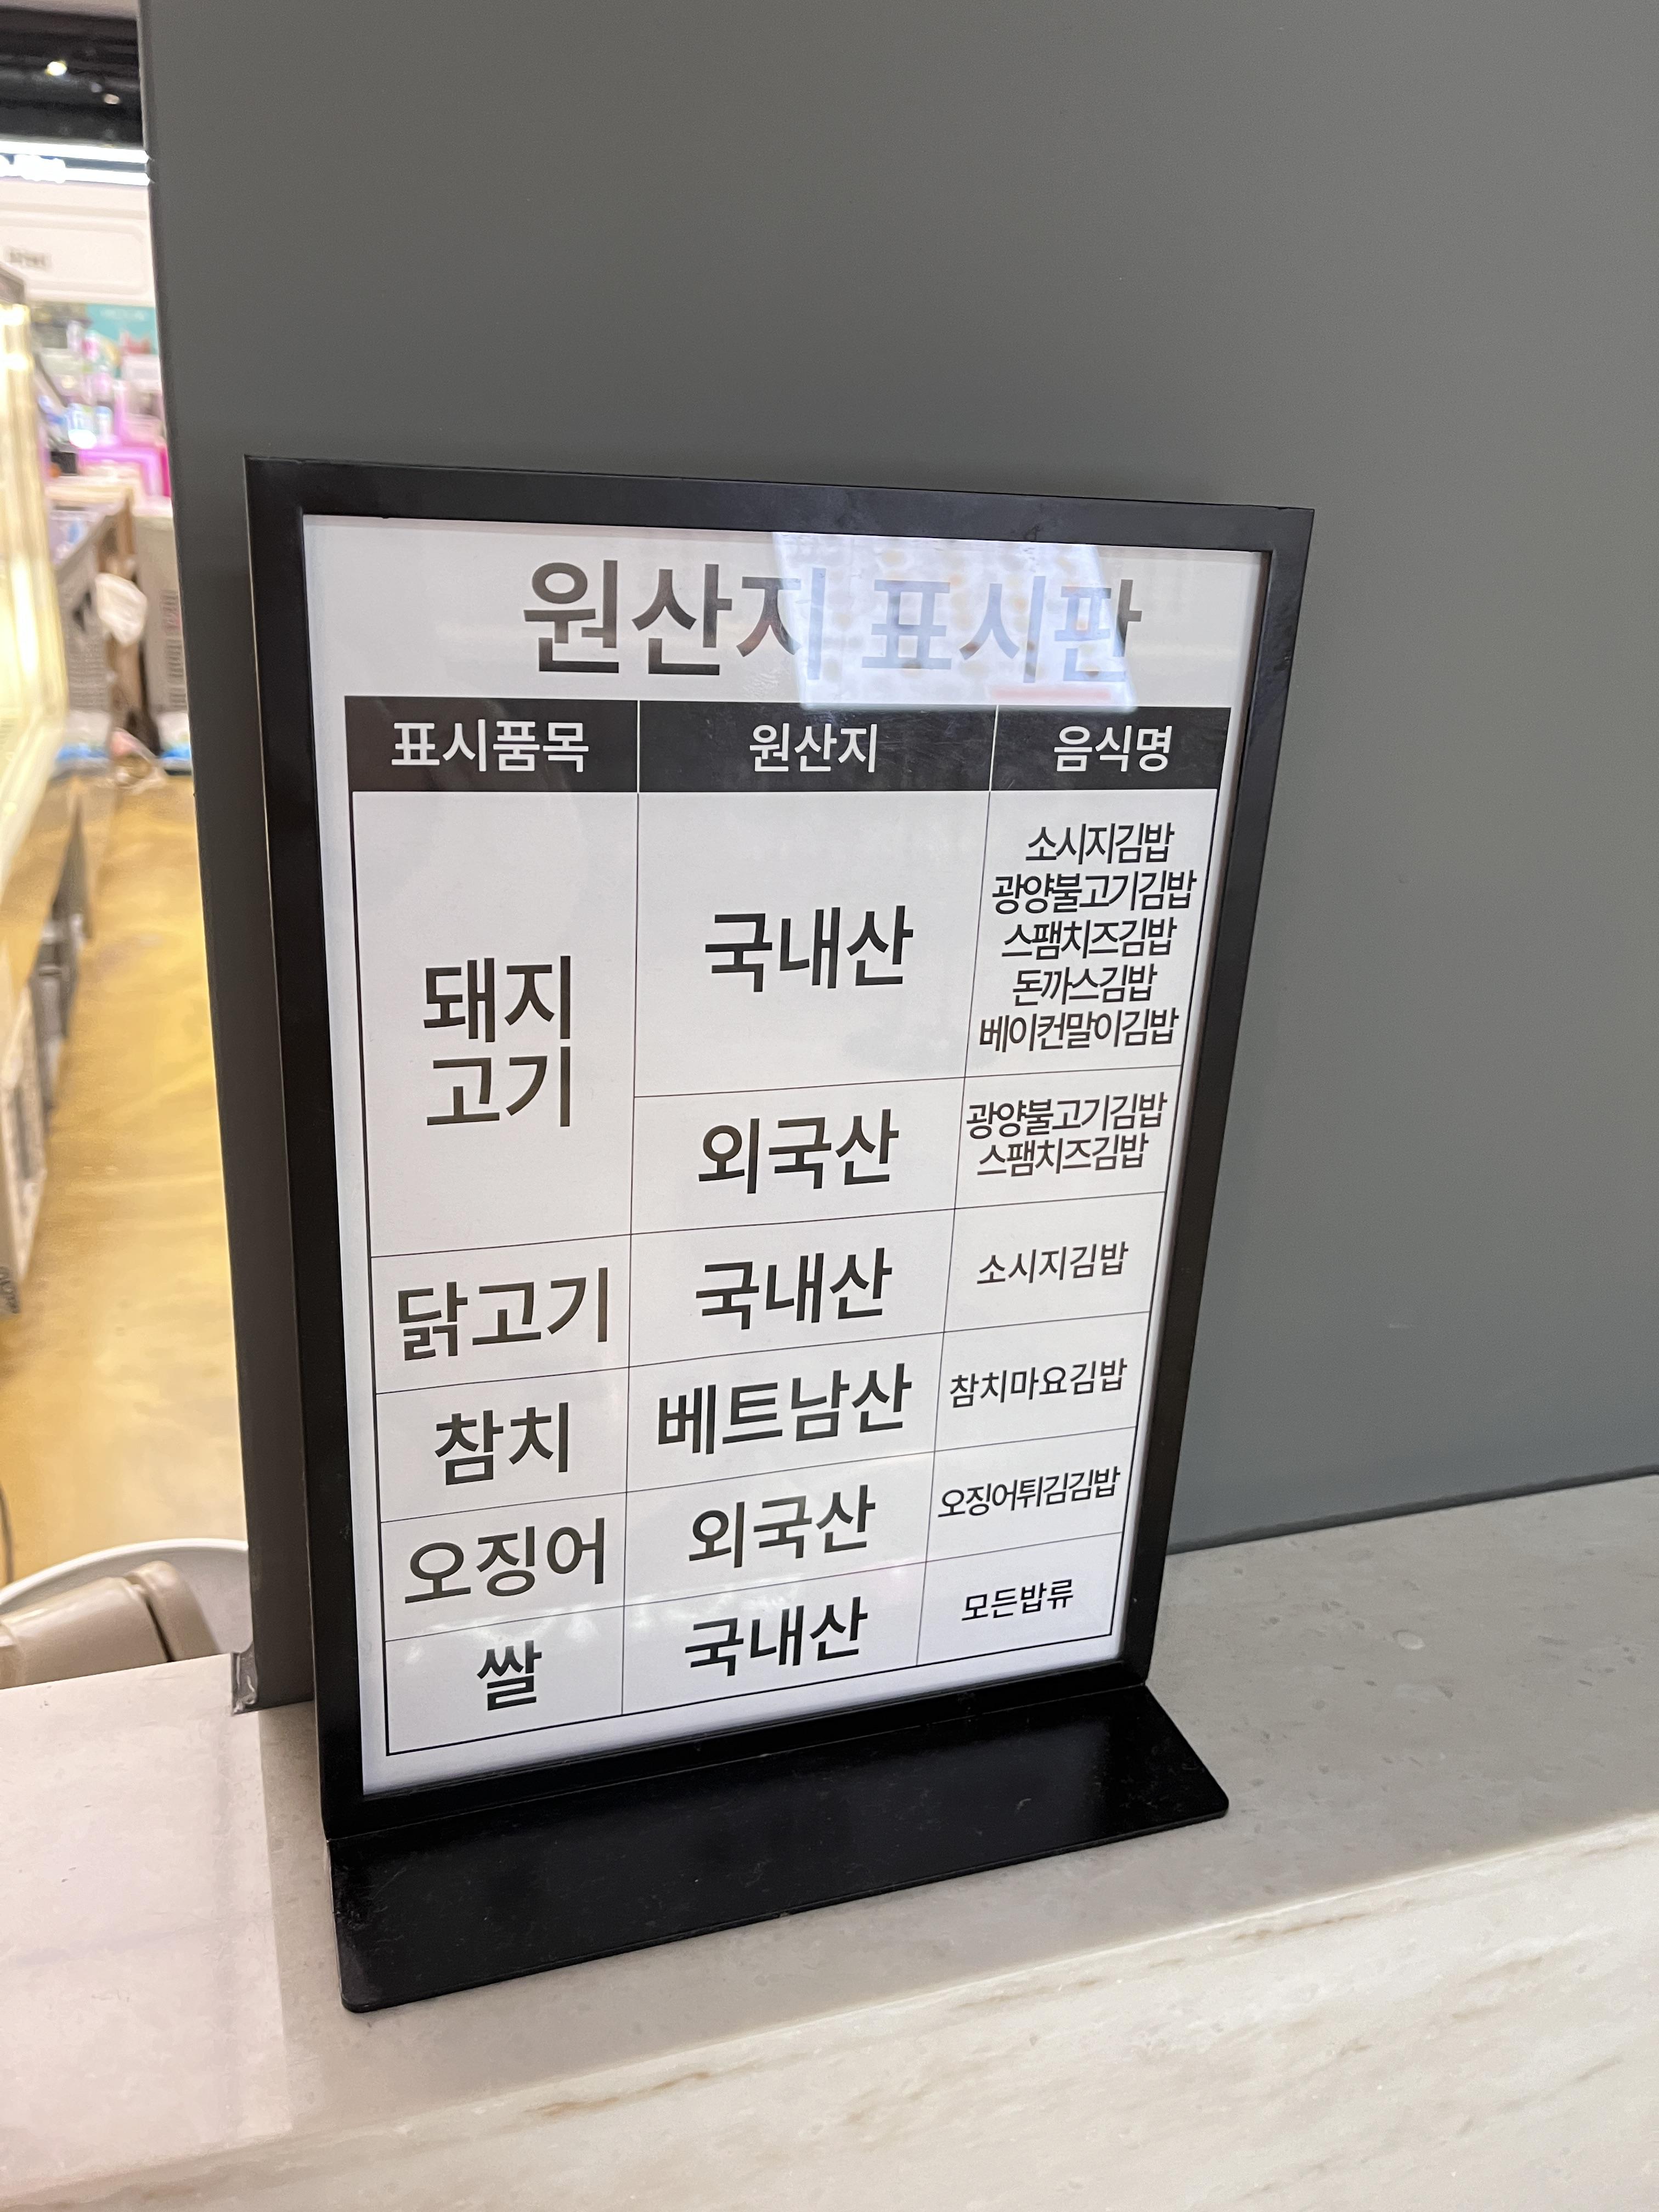 원산지 표시판
표시품목 원산지 음식명
돼지
고기
국내산
소시지김밥
광양불고기김밥
스팸치즈김밥
돈까스김밥
베이컨말이김밥
외국산
광양불고기김밥
스팸치즈김밥
닭고기 국내산 소시지김밥
참치 베트남산 참치마요김밥
오징어 외국산 오징어튀김김밥
쌀 국내산 모든밥류